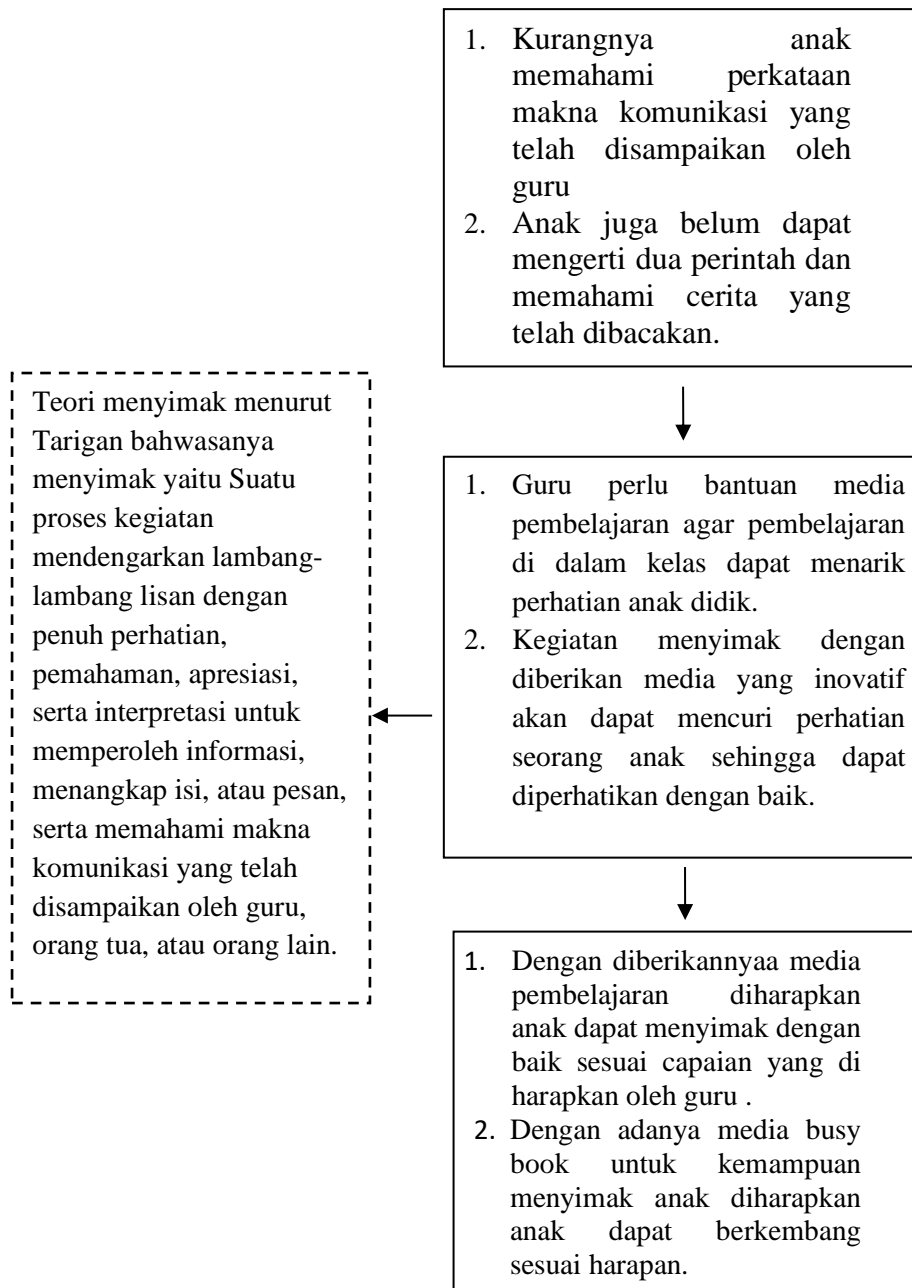 1. Kurangnya anak
memahami perkataan
makna komunikasi yang
telah disampaikan oleh
guru
2. Anak juga belum dapat
mengerti dua perintah dan
memahami cerita yang
telah dibacakan.
Teori menyimak menurut
Tarigan bahwasanya
menyimak yaitu Suatu
proses kegiatan
mendengarkan lambang-
lambang lisan dengan
penuh perhatian,
pemahaman, apresiasi,
serta interpretasi untuk
memperoleh informasi,
menangkap isi, atau pesan,
serta memahami makna
komunikasi yang telah
disampaikan oleh guru,
orang tua, atau orang lain.
1. Guru perlu bantuan media
pembelajaran agar pembelajaran
di dalam kelas dapat menarik
perhatian anak didik.
2. Kegiatan menyimak dengan
diberikan media yang inovatif
akan dapat mencuri perhatian
seorang anak sehingga dapat
diperhatikan dengan baik.
1. Dengan diberikannyaa media
pembelajaran diharapkan
anak dapat menyimak dengan
baik sesuai capaian yang di
harapkan oleh guru .
2. Dengan adanya media busy
book untuk kemampuan
menyimak anak diharapkan
anak dapat berkembang
sesuai harapan.